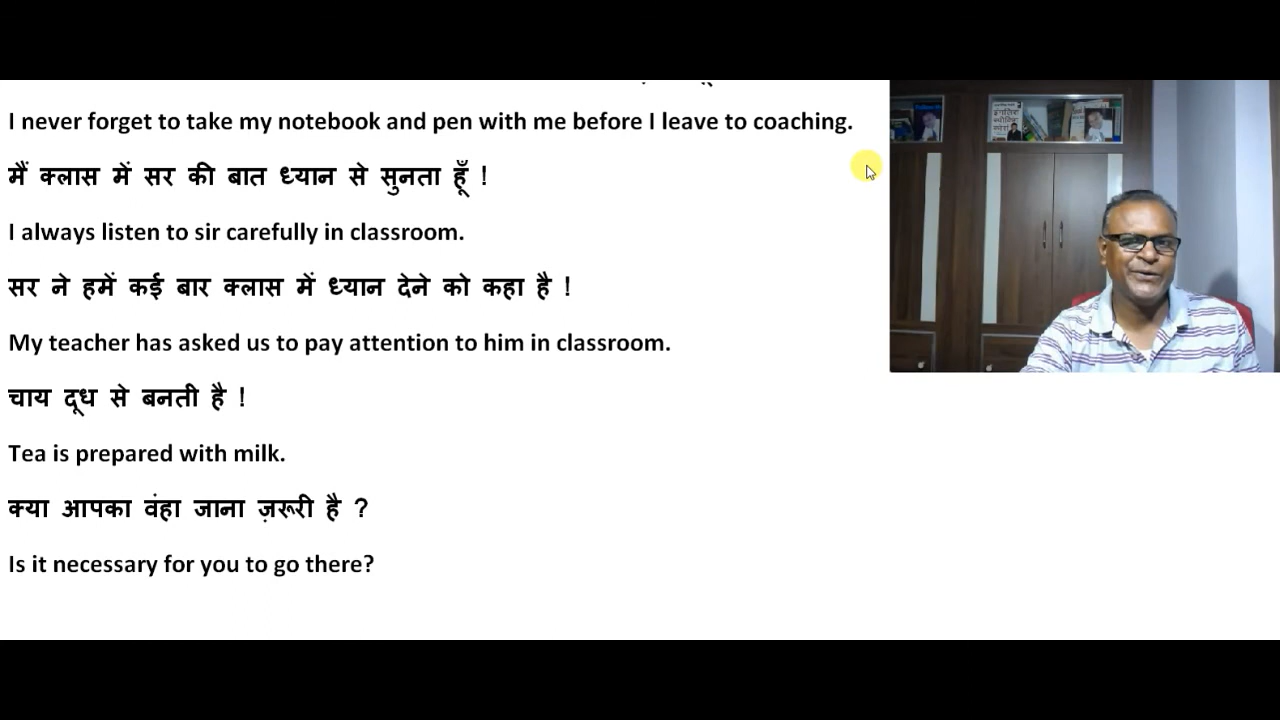 I never forget to take my notebook and pen with me before I leave to coaching.
मैं क्लास में सर की बात ध्यान से सुनता हूँ !
I always listen to sir carefully in classroom.
सर ने हमें कई बार क्लास में ध्यान देने को कहा है !
My teacher has asked us to pay attention to him in classroom.
चाय दूध से बनती है !
Tea is prepared with milk.
क्या आपका वंहा जाना ज़रूरी है ?
Is it necessary for you to go there?